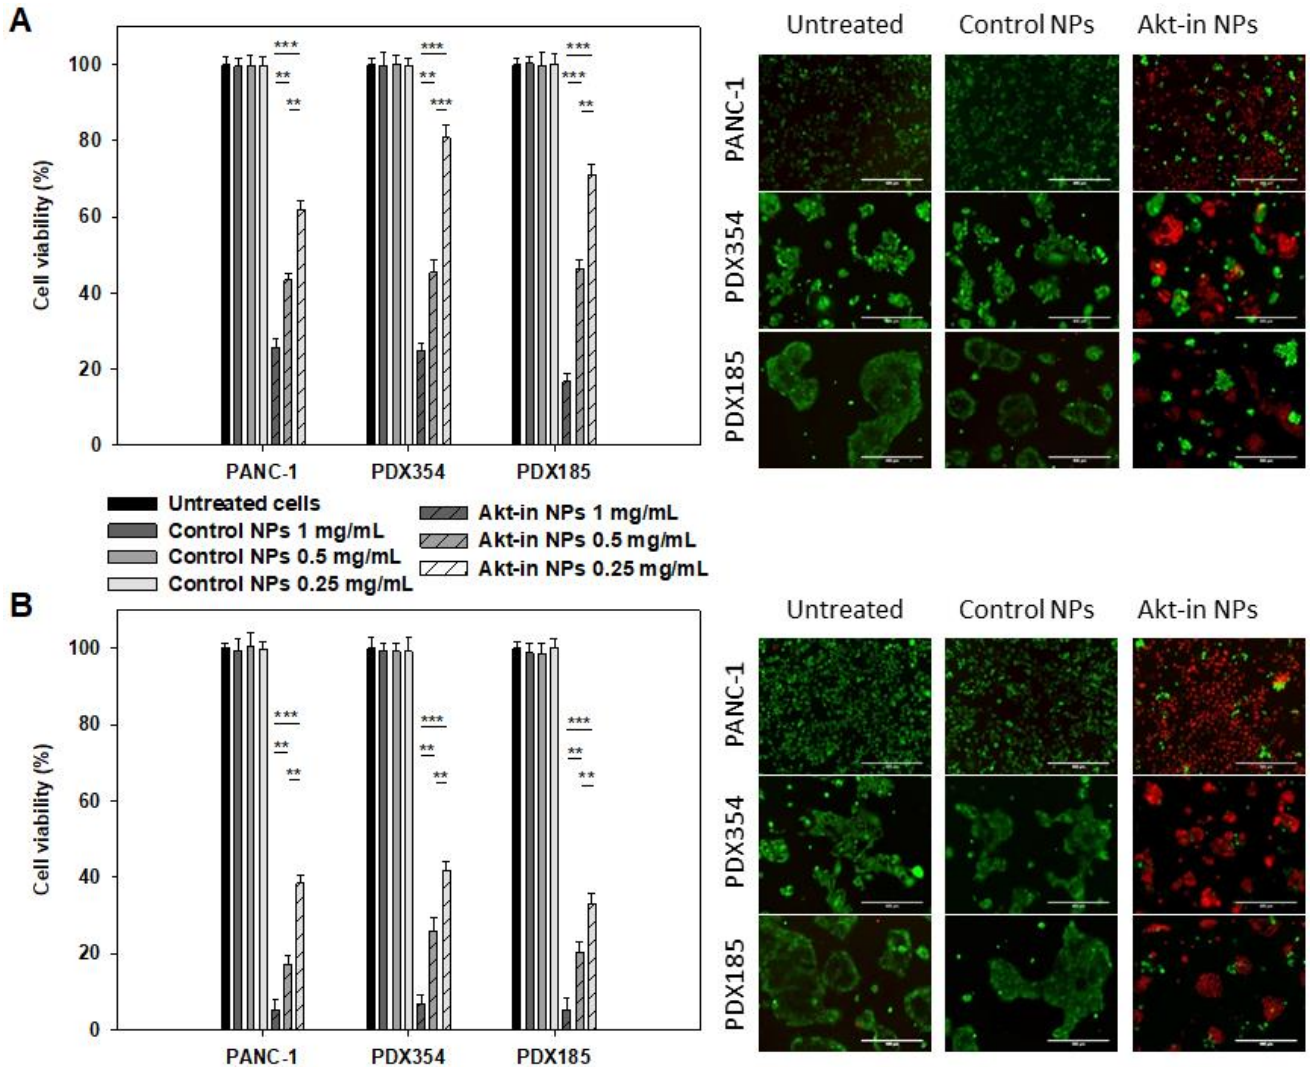 A
Untreated Control NPs Akt-in NPs
Cell viability (%)
100
80
60
40
20
0
*** *** ***
** ** ***
** *** **
PANC-1 PDX354 PDX185
PANC-1
PDX354
PDX185
Untreated cells
Control NPs 1 mg/mL
Control NPs 0.5 mg/mL
Control NPs 0.25 mg/mL
Akt-in NPs 1 mg/mL
Akt-in NPs 0.5 mg/mL
Akt-in NPs 0.25 mg/mL
B
Untreated Control NPs Akt-in NPs
Cell viability (%)
100
80
60
40
20
0
*** *** ***
** ** **
** ** **
PANC-1 PDX354 PDX185
PANC-1
PDX354
PDX185